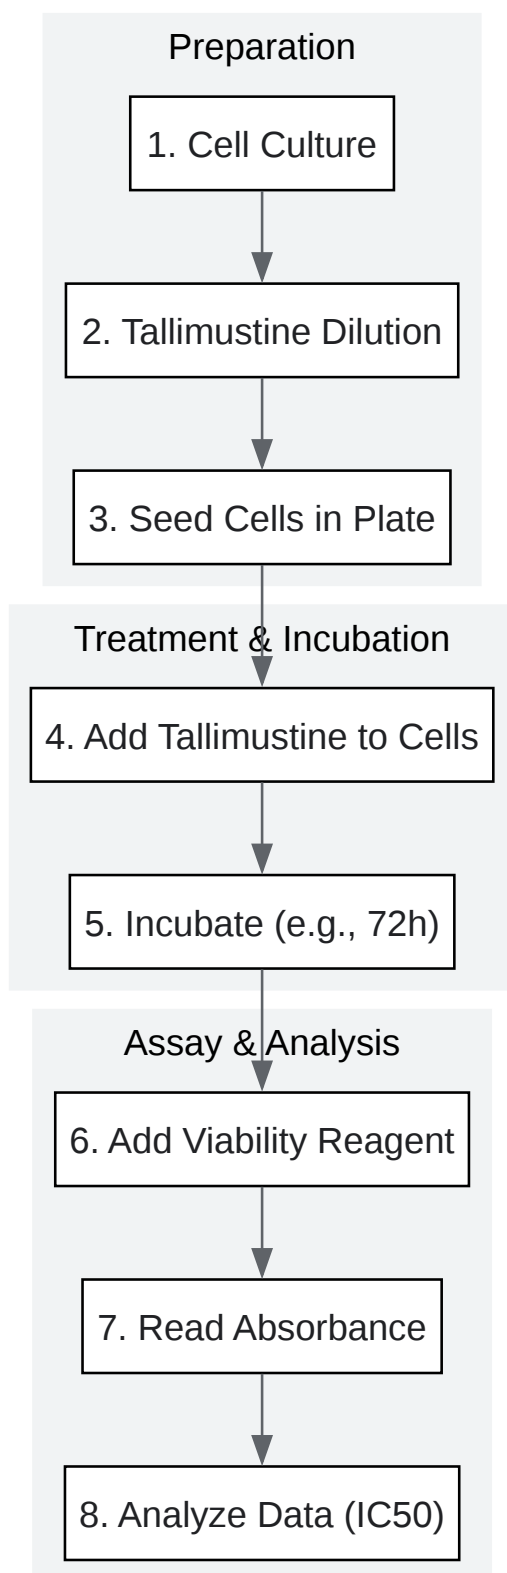 Preparation
1. Cell Culture
2. Tallimustine Dilution
3. Seed Cells in Plate
Treatment & Incubation
4. Add Tallimustine to Cells
5. Incubate (e.g., 72h)
Assay & Analysis
6. Add Viability Reagent
7. Read Absorbance
8. Analyze Data (IC50)